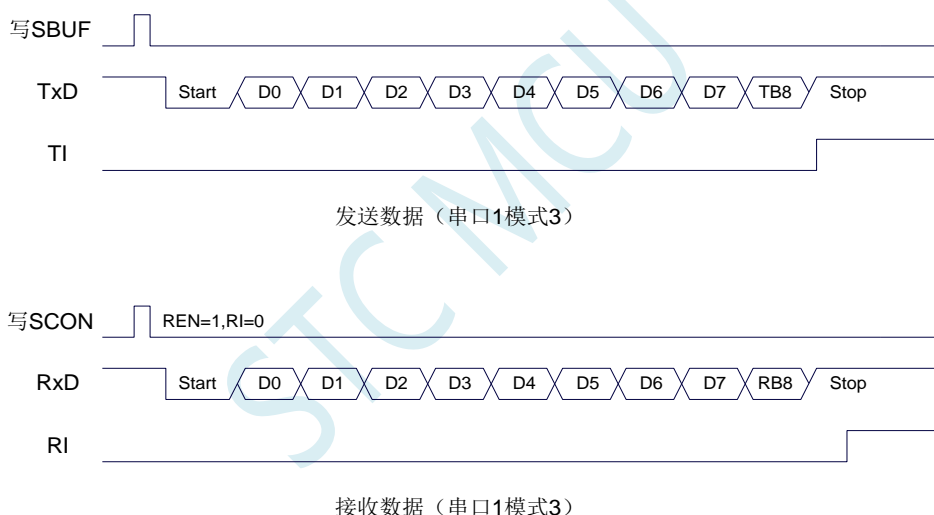 写SBUF
TxD Start D0 D1 D2 D3 D4 D5 D6 D7 TB8 Stop
TI
发送数据（串口1模式3）
写SCON REN=1,RI=0
RxD Start D0 D1 D2 D3 D4 D5 D6 D7 RB8 Stop
RI
接收数据（串口1模式3）
STC MCU